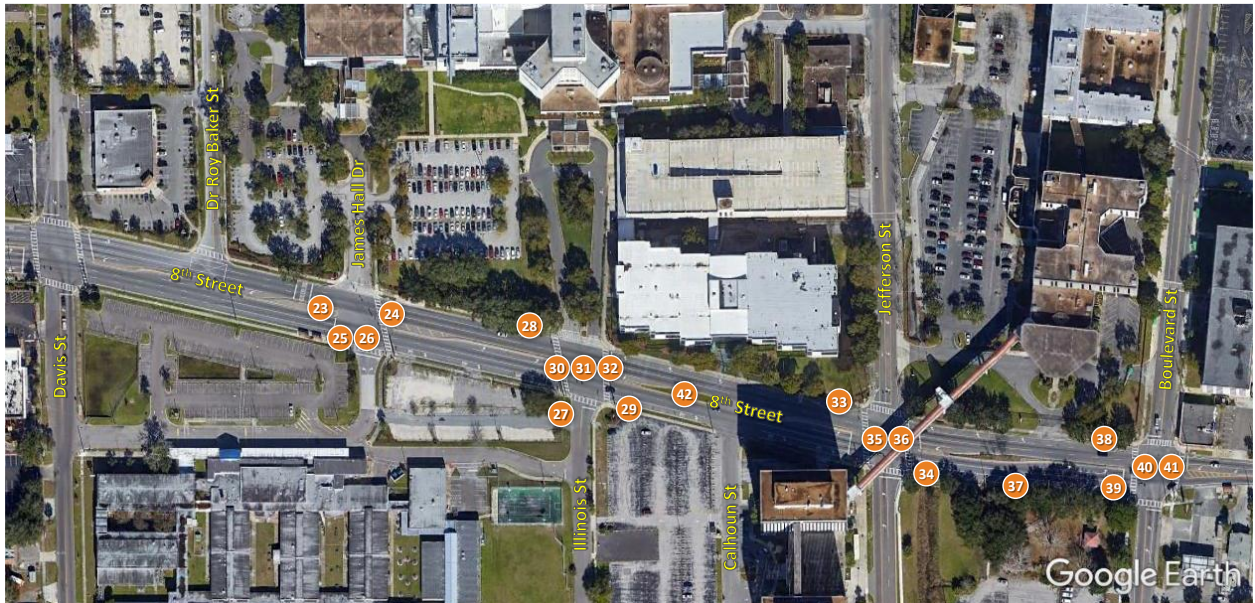 Dr Roy Baker St
James Hall Dr
Jefferson St
8th Street
23
24
25
26
28
Davis St
30
31
32
Boulevard St
42
27
29
8th Street
33
35
36
38
34
37
39
40
41
Illinois St
Calhoun St
Google Earth